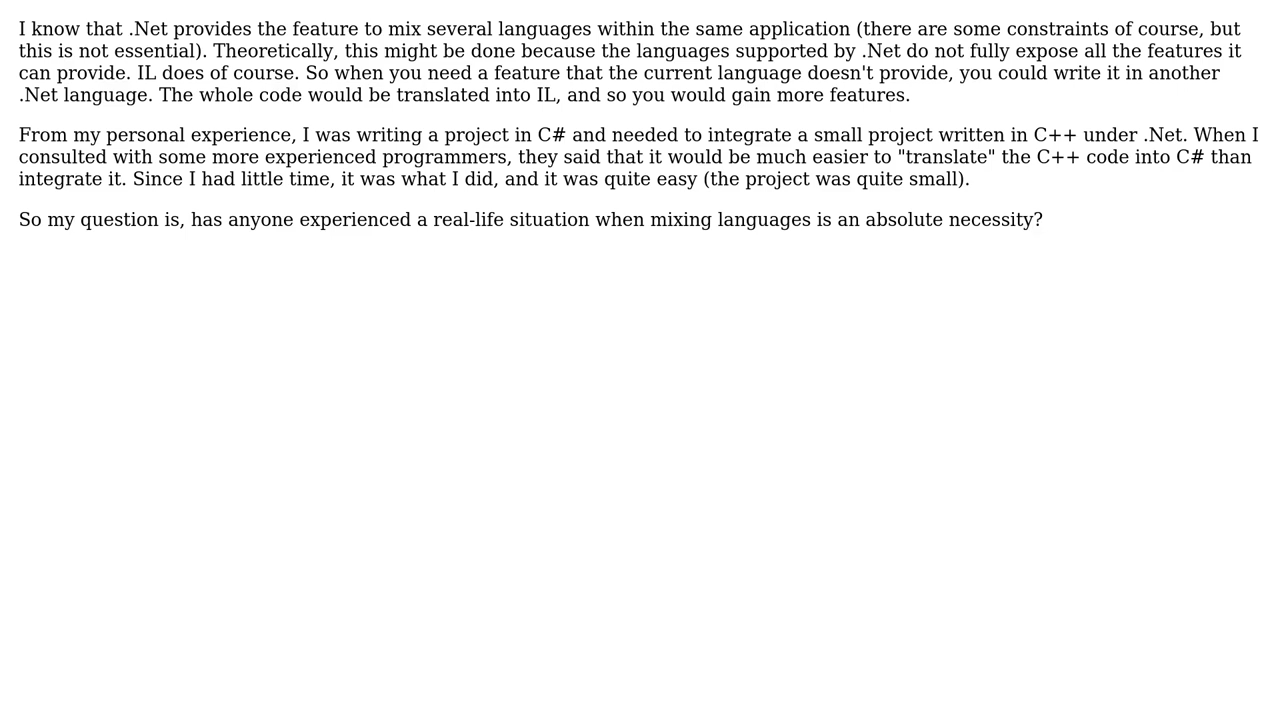 I know that .Net provides the feature to mix several languages within the same application (there are some constraints of course, but
this is not essential). Theoretically, this might be done because the languages supported by .Net do not fully expose all the features it
can provide. IL does of course. So when you need a feature that the current language doesn't provide, you could write it in another
.Net language. The whole code would be translated into IL, and so you would gain more features.
From my personal experience, I was writing a project in C# and needed to integrate a small project written in C++ under .Net. When I
consulted with some more experienced programmers, they said that it would be much easier to "translate" the C++ code into C# than
integrate it. Since I had little time, it was what I did, and it was quite easy (the project was quite small).
So my question is, has anyone experienced a real-life situation when mixing languages is an absolute necessity?